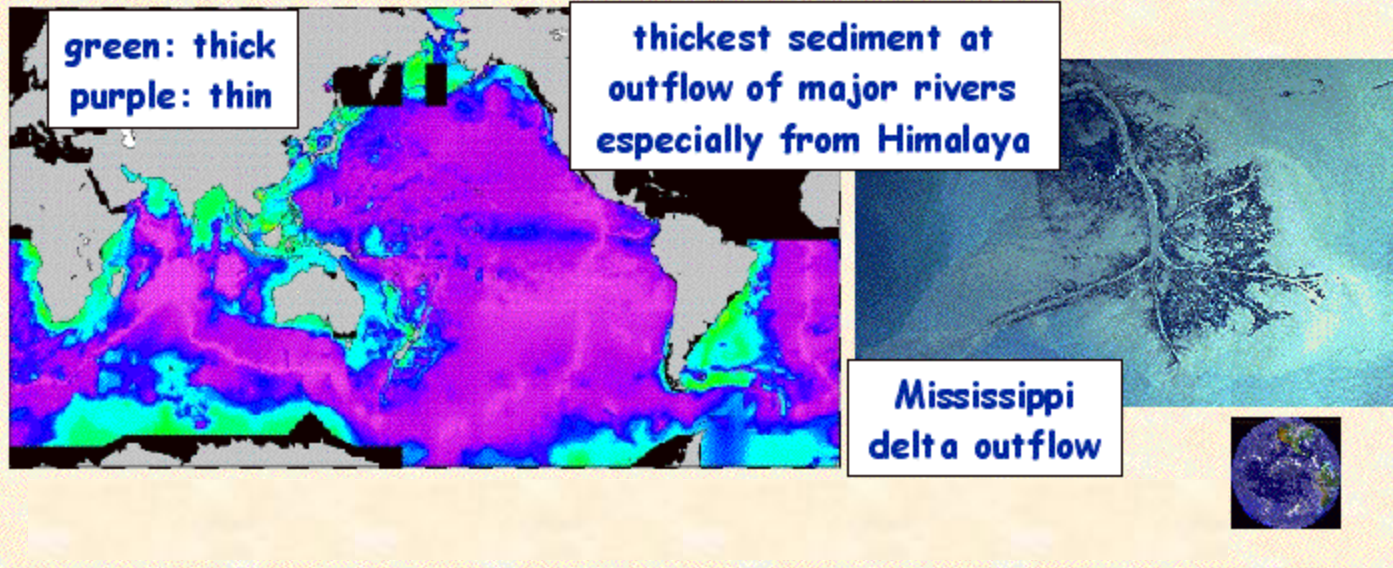 green: thick
purple: thin
thickest sediment at
outflow of major rivers
especially from Himalaya
Mississippi
delta outflow